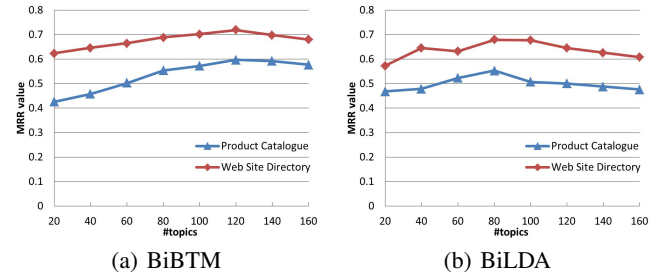 0.8
0.7
0.6
0.5
0.4
0.3
0.2
0.1
0
MRR value
Product Catalogue
Web Site Directory
20 40 60 80 100 120 140 160
#topics
(a) BiBTM
0.8
0.7
0.6
0.5
0.4
0.3
0.2
0.1
0
MRR value
Product Catalogue
Web Site Directory
20 40 60 80 100 120 140 160
#topics
(b) BiLDA